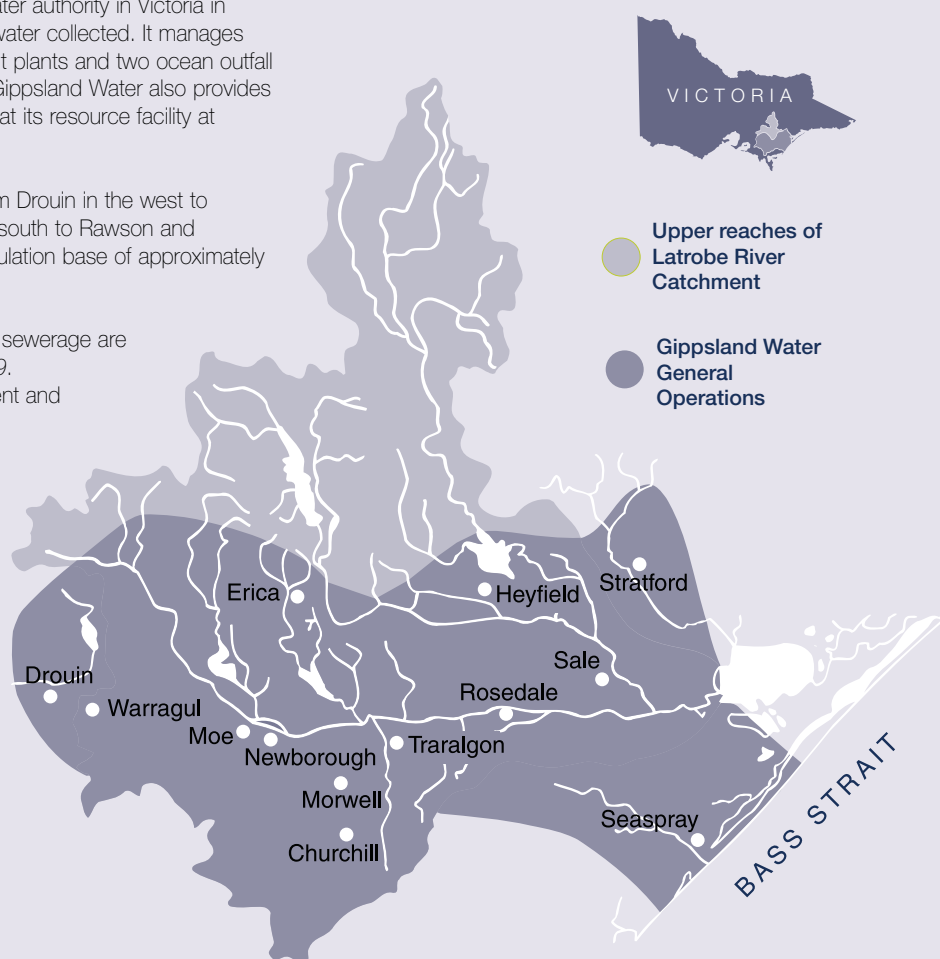 ater authority in Victoria in
water collected. It manages
t plants and two ocean outfall
Gippsland Water also provides
at its resource facility at
m Drouin in the west to
south to Rawson and
ulation base of approximately
sewerage are
9.
ent and
VICTORIA
Upper reaches of
Latrobe River
Catchment
Gippsland Water
General
Operations
Erica
Heyfield
Stratford
Drouin
Sale
Rosedale
Warragul
Moe
Newborough
Traralgon
Morwell
Seaspray
Churchill
BASS STRAIT